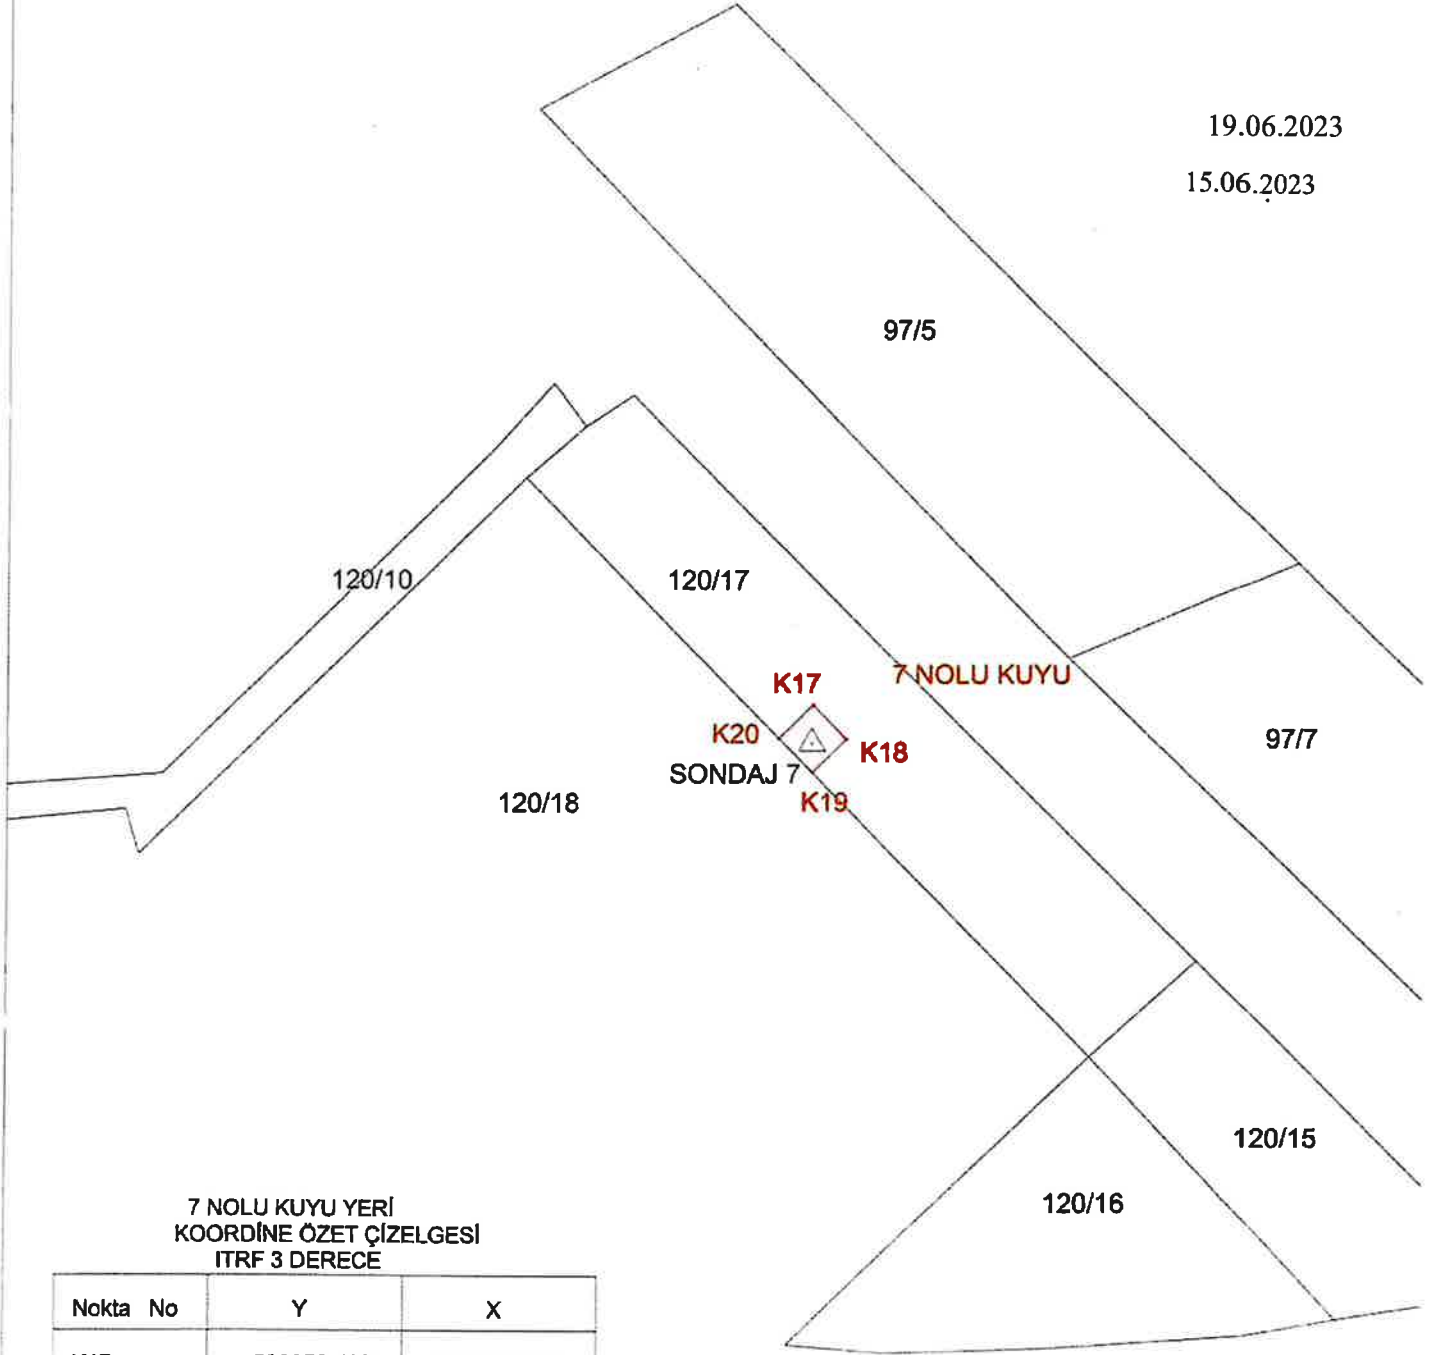 19.06.2023
15.06.2023
97/5
120/10
120/17
7 NOLU KUYU
K17
K20
K18
97/7
SONDAJ 7
K19
120/18
120/15
120/16
7 NOLU KUYU YERİ
KOORDİNE ÖZET ÇİZELGESİ
ITRF 3 DERECE
Nokta No Y X